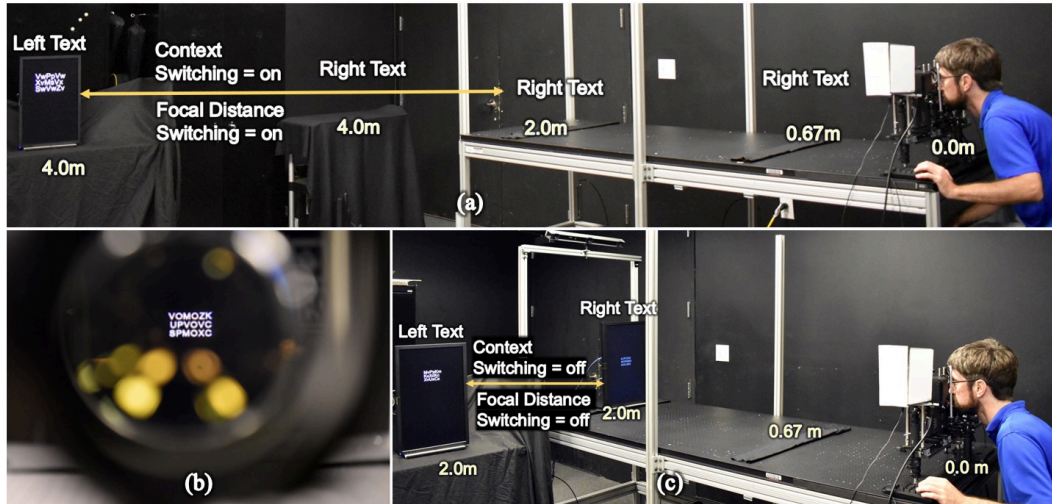 Left Text
VwPpVw
XvMsVx
SwVwZv
4.0m
Context
Switching = on
Focal Distance
Switching = on
Right Text
4.0m
Right Text
2.0m
Right Text
0.67m
0.0m
(a)
VOMOZK
UPVOVC
SPMOXC
(b)
Left Text
2.0m
Context
Switching = off
Focal Distance
Switching = off
Right Text
2.0m
0.67 m
0.0 m
(c)